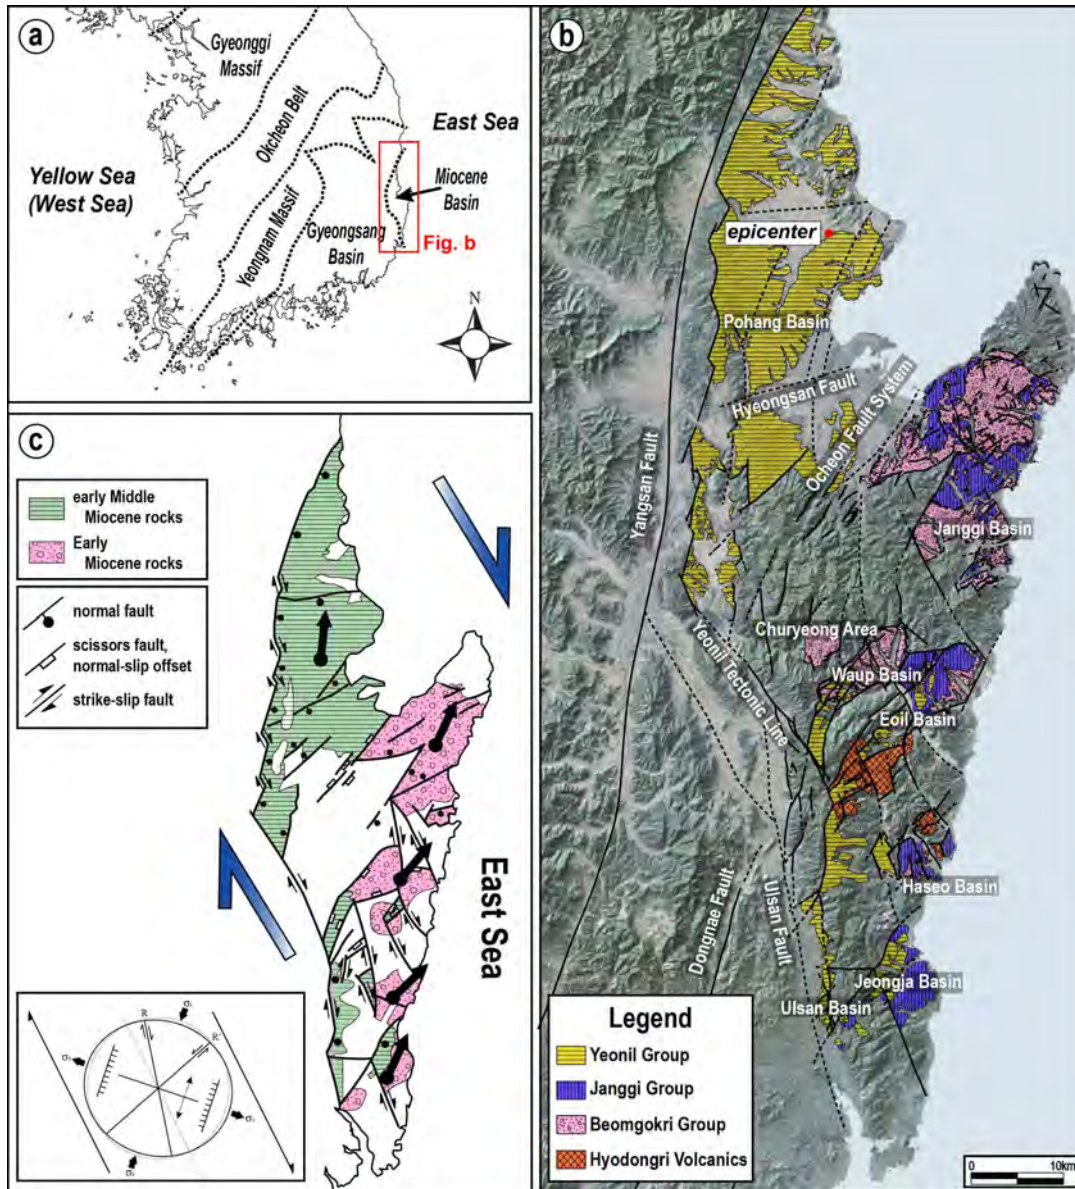 a
Gyeonggi
Massif
Okcheon Belt
East Sea
Yellow Sea
(West Sea)
Miocene
Basin
Yeongnam Massif
Gyeongsang
Basin
Fig. b
N
b
epicenter
Pohang Basin
Hyeongsan Fault
Ocheon Fault System
Yangsan Fault
Janggi Basin
Churyeong Area
Waup Basin
Yeonil Tectonic Line
Eoil Basin
Haseo Basin
Dongnae Fault
Ulsan Fault
Jeongja Basin
Ulsan Basin
Legend
Yeonil Group
Janggi Group
Beomgokri Group
Hyodongri Volcanics
0 10km
c
early Middle
Miocene rocks
Early
Miocene rocks
normal fault
scissors fault,
normal-slip offset
strike-slip fault
East Sea
R
R'